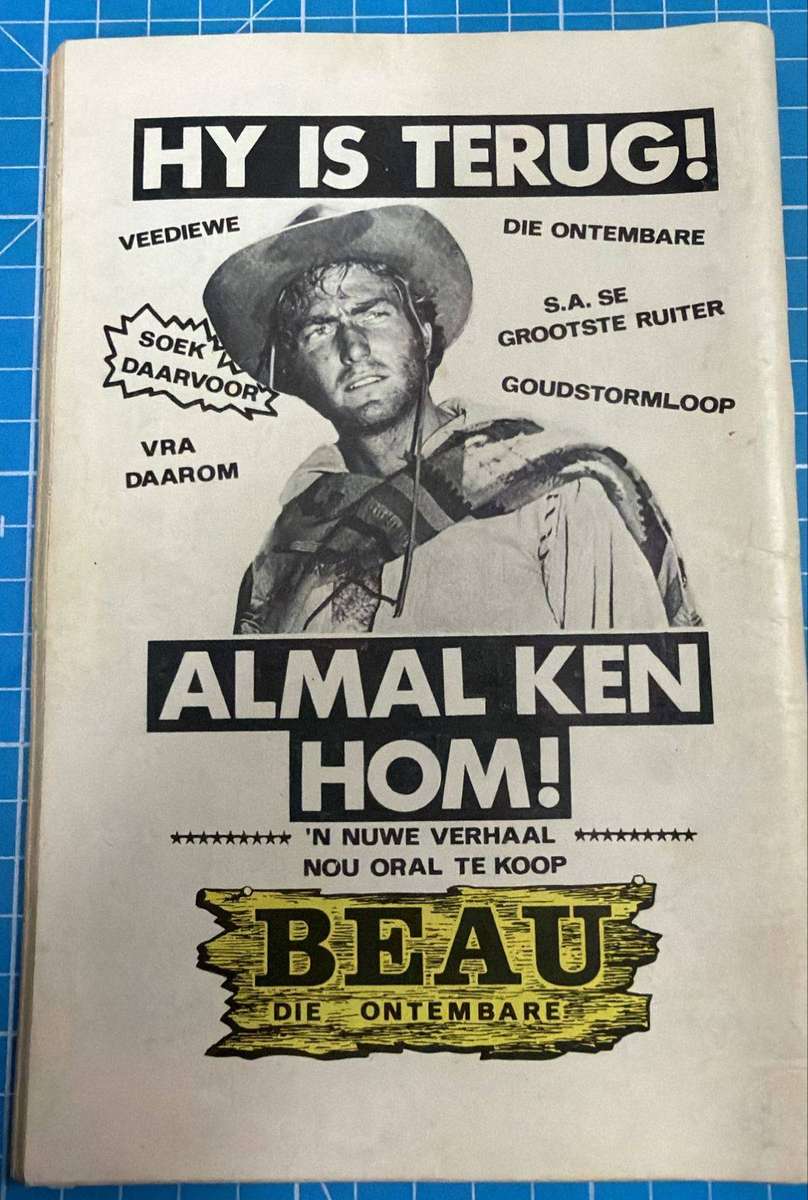 HY IS TERUG!
VEEDIEWE
DIE ONTEMBARE
S.A. SE
GROOTSTE RUITER
SOEK
DAARVOOR
GOUDSTORMLOOP
VRA
DAAROM
ALMAL KEN
HOM!
********* 'N NUWE VERHAAL *********
NOU ORAL TE KOOP
BEAU
DIE ONTEMBARE